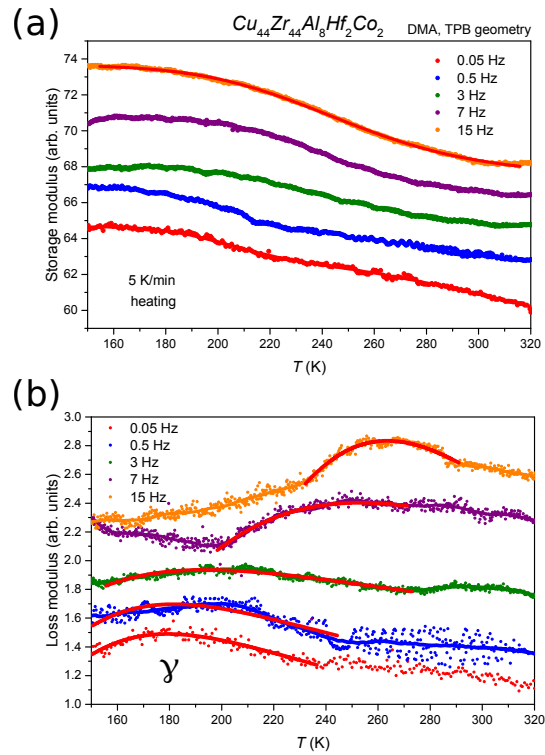 (a)
Cu44Zr44Al8Hf2Co2
DMA, TPB geometry
0.05 Hz
0.5 Hz
3 Hz
7 Hz
15 Hz
74
72
70
68
66
64
62
60
Storage modulus (arb. units)
5 K/min
heating
160 180 200 220 240 260 280 300 320
T (K)
(b)
0.05 Hz
0.5 Hz
3 Hz
7 Hz
15 Hz
3.0
2.8
2.6
2.4
2.2
2.0
1.8
1.6
1.4
1.2
1.0
Loss modulus (arb. units)
γ
160 180 200 220 240 260 280 300 320
T (K)